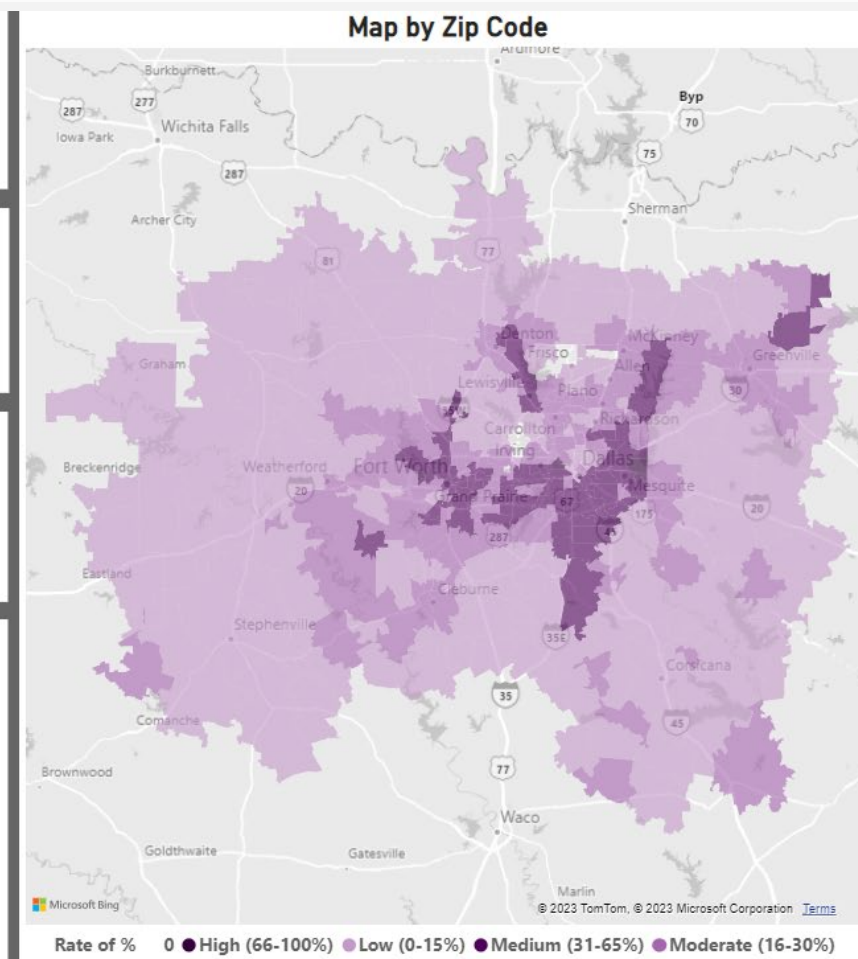 Map by Zip Code
Ardmore
Burkburnett
277
287
Byp
70
Iowa Park
Wichita Falls
75
287
Archer City
Sherman
77
81
Denton
McKinney
Frisco
Greenville
Graham
Allen
Lewisville
Plano
30
35W
Richardson
Carrollton
Irving
Dallas
Breckenridge
Weatherford
Fort Worth
20
Grand Prairie
Mesquite
67
175
20
45
287
Eastland
Cleburne
Stephenville
35E
Corsicana
35
Comanche
45
Brownwood
77
Waco
Goldthwaite
Gatesville
Marlin
Microsoft Bing
© 2023 TomTom, © 2023 Microsoft Corporation Terms
Rate of % 0 High (66-100%) Low (0-15%) Medium (31-65%) Moderate (16-30%)